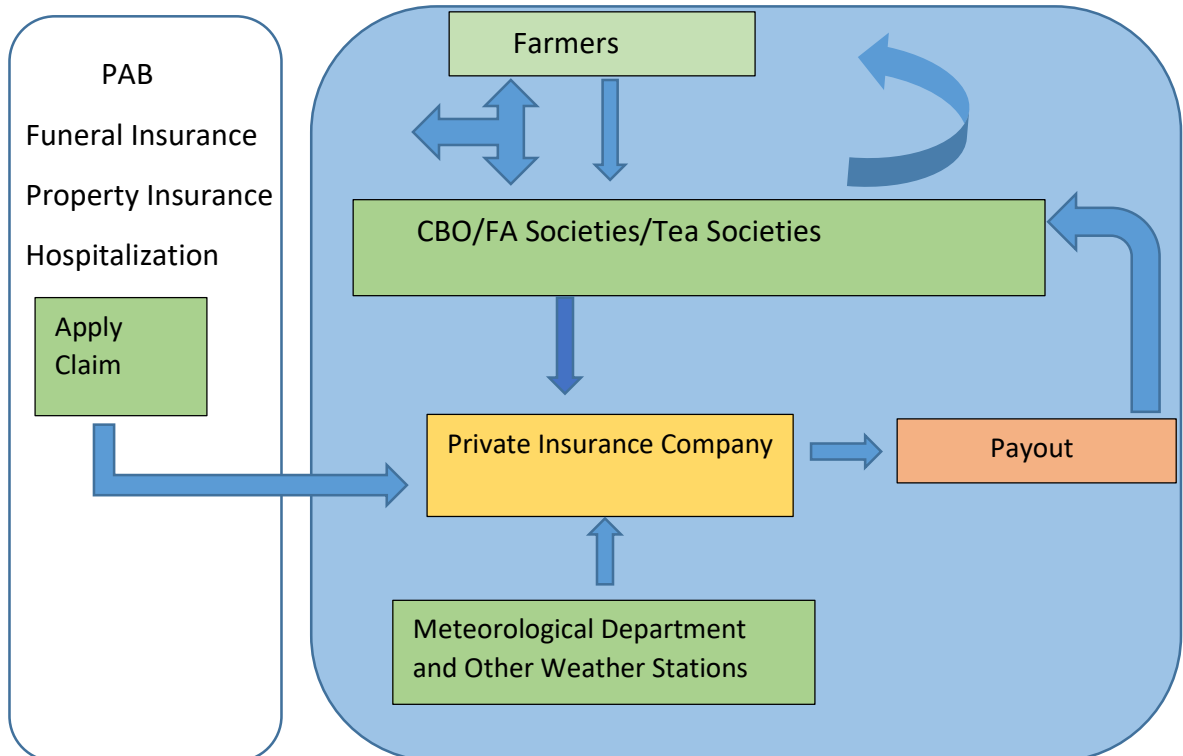 PAB
Funeral Insurance
Property Insurance
Hospitalization
Apply
Claim
Farmers
CBO/FA Societies/Tea Societies
Private Insurance Company
Payout
Meteorological Department
and Other Weather Stations